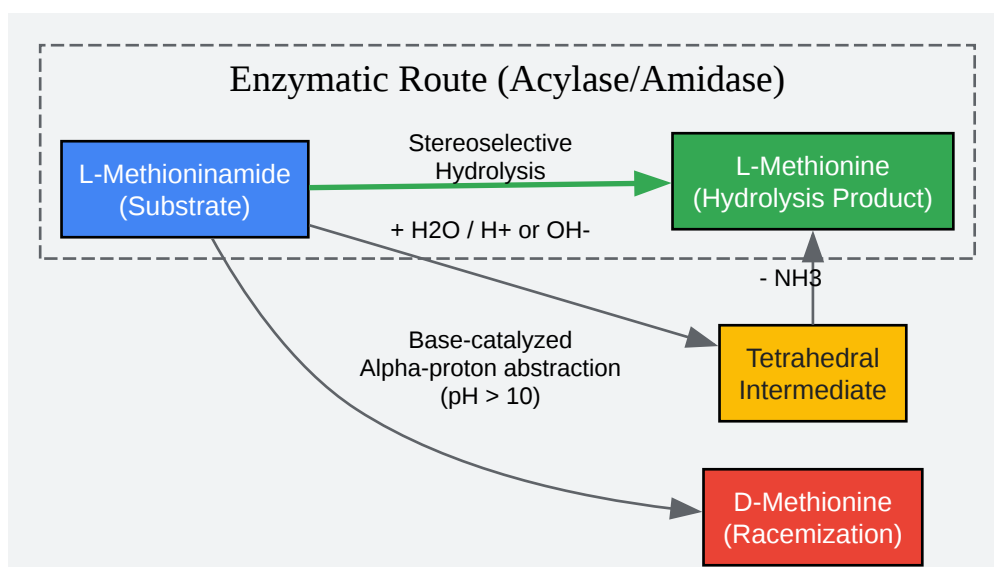 Enzymatic Route (Acylase/Amidase)
L-Methioninamide
(Substrate)
Stereoselective
Hydrolysis
L-Methionine
(Hydrolysis Product)
+ H2O / H+ or OH-
- NH3
Tetrahedral
Intermediate
Base-catalyzed
Alpha-proton abstraction
(pH > 10)
D-Methionine
(Racemization)